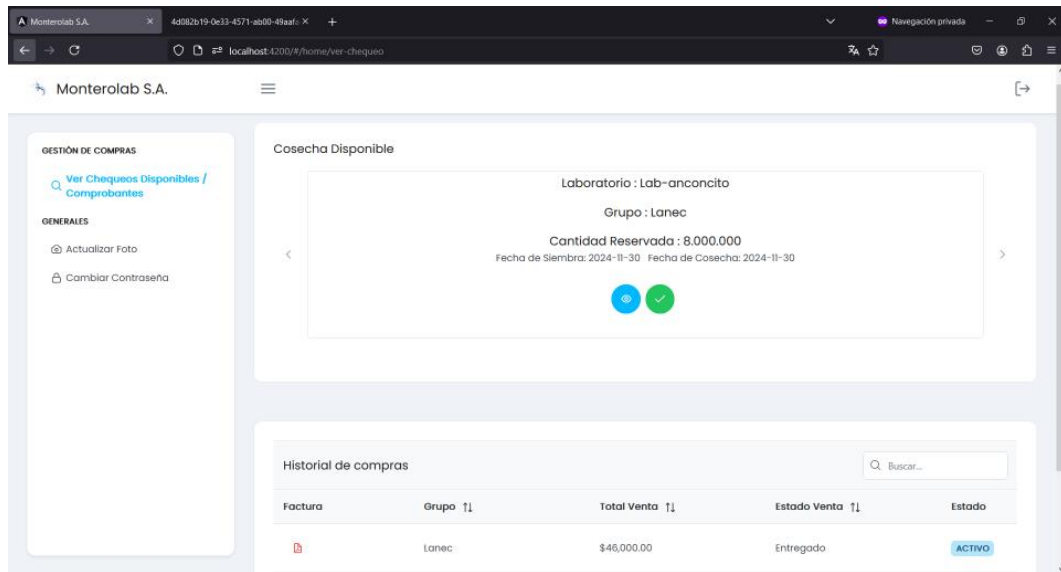 Monterolab S.A.
4d082b19-0e33-4571-ab00-49aafa
Navegación privada
localhost:4200/#/home/ver-chequeo
Monterolab S.A.
GESTIÓN DE COMPRAS
Ver Chequeos Disponibles /
Comprobantes
GENERALES
Actualizar Foto
Cambiar Contraseña
Cosecha Disponible
Laboratorio : Lab-anconcito
Grupo : Lanec
Cantidad Reservada : 8.000.000
Fecha de Siembra: 2024-11-30 Fecha de Cosecha: 2024-11-30
Historial de compras
Buscar...
Factura Grupo Total Venta Estado Venta Estado
Lanec $46,000.00 Entregado ACTIVO